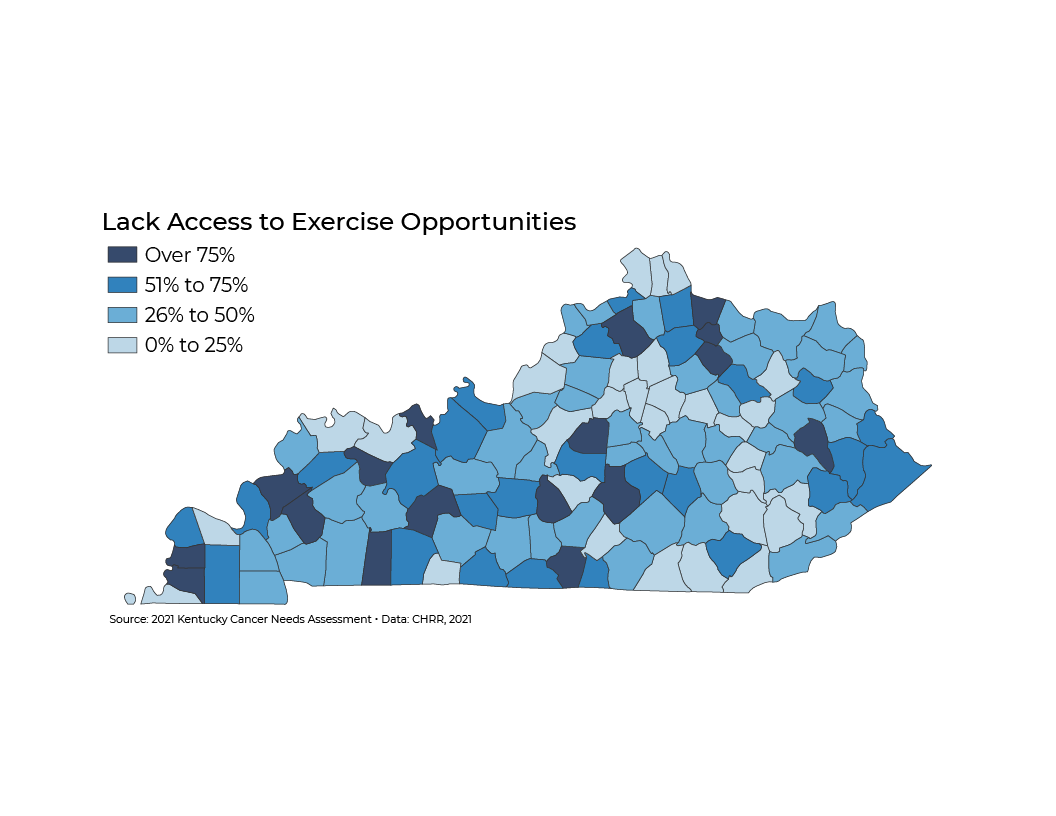 Lack Access to Exercise Opportunities
Over 75%
51% to 75%
26% to 50%
0% to 25%
Source: 2021 Kentucky Cancer Needs Assessment • Data: CHRR, 2021